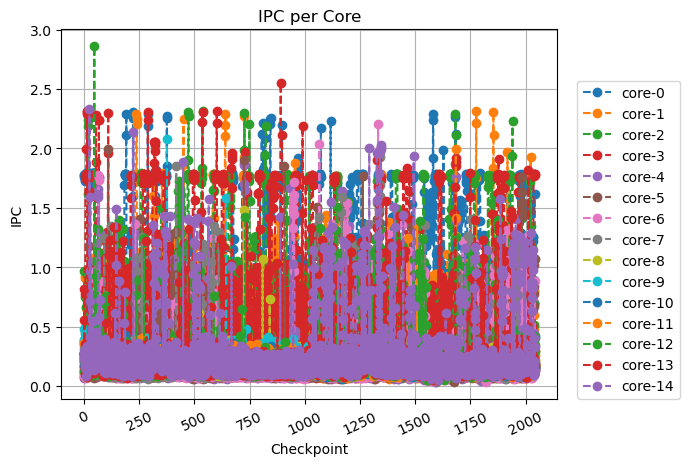 IPC per Core
3.0
2.5
2.0
1.5
1.0
0.5
0.0
IPC
0
250
500
750
1000
1250
1500
1750
2000
Checkpoint
core-0
core-1
core-2
core-3
core-4
core-5
core-6
core-7
core-8
core-9
core-10
core-11
core-12
core-13
core-14